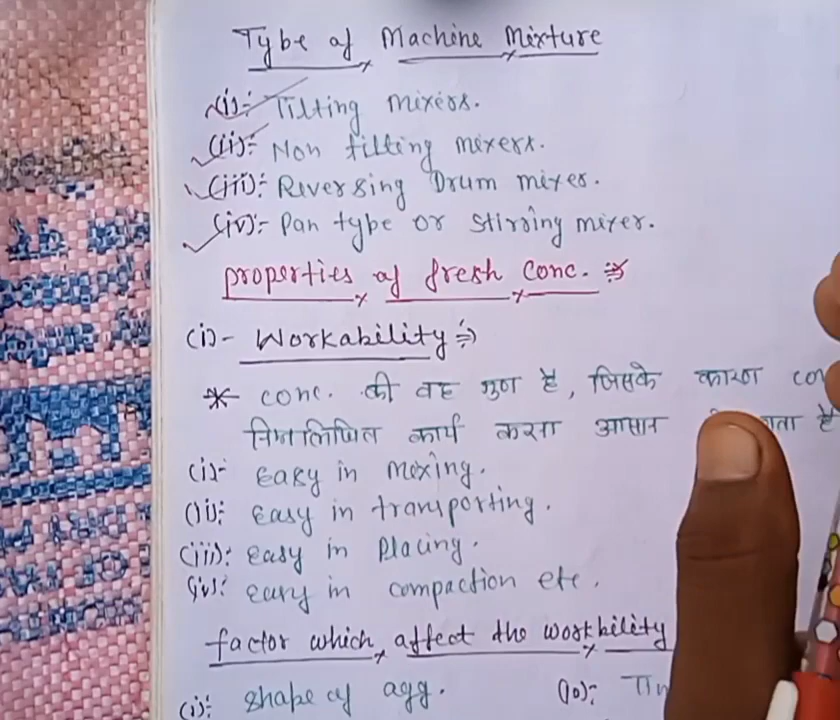 Type of Machine Mixture
(i):- Tilting mixers.
(ii):- Non tilting mixers.
(iii):- Reversing Drum mixer.
(iv):- Pan type or stirring mixer.
properties of fresh conc. ⇒
(i)- Workability ⇒
* conc. की वह गुण है, जिसके कारण
निम्नलिखित कार्य करना आसान है
(i):- easy in mixing.
(ii): easy in transporting.
(iii): easy in placing.
(iv): easy in compaction etc.
factor which affect the workbility
(i): shape of agg. (10):